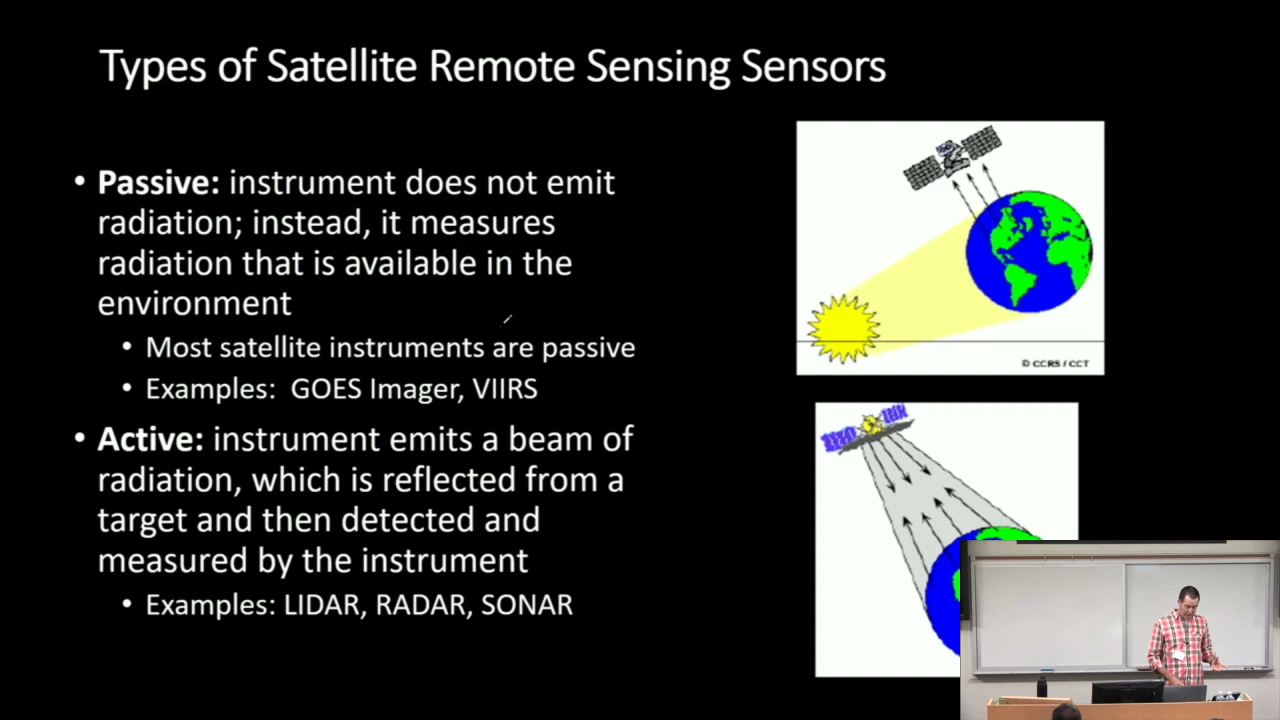 Types of Satellite Remote Sensing Sensors
• Passive: instrument does not emit
radiation; instead, it measures
radiation that is available in the
environment
• Most satellite instruments are passive
• Examples: GOES Imager, VIIRS
• Active: instrument emits a beam of
radiation, which is reflected from a
target and then detected and
measured by the instrument
• Examples: LIDAR, RADAR, SONAR
© CCRS / CCT